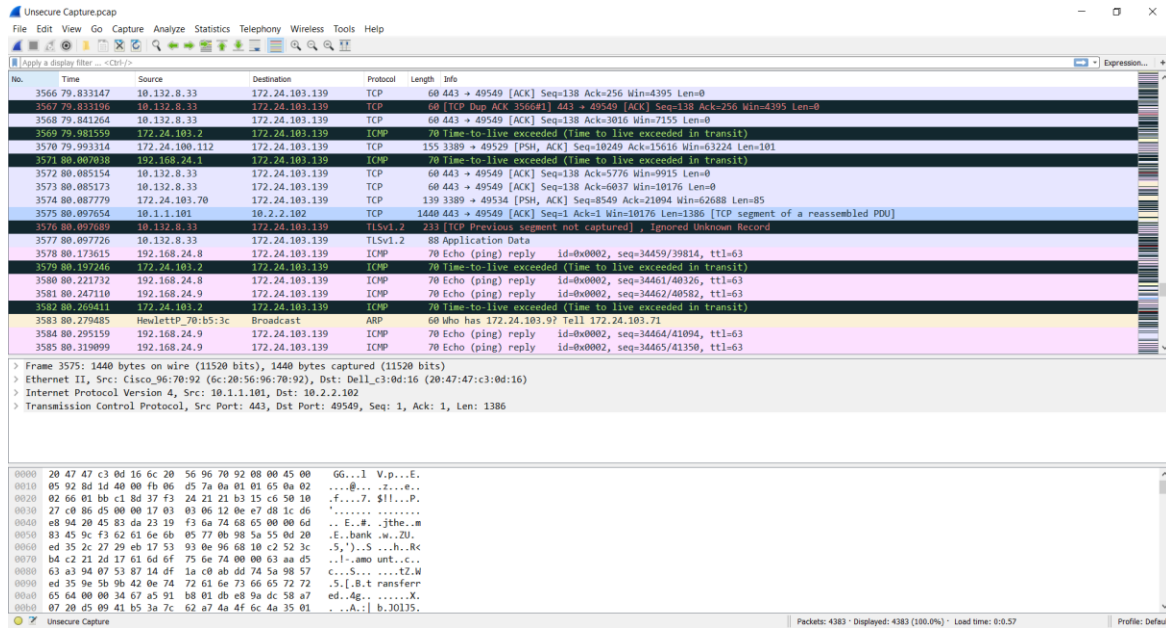 Unsecure Capture.pcap
File Edit View Go Capture Analyze Statistics Telephony Wireless Tools Help
Apply a display filter ... <Ctrl-/> Expression... +
No. Time Source Destination Protocol Length Info
3566 79.833147 10.132.8.33 172.24.103.139 TCP 60 443 → 49549 [ACK] Seq=138 Ack=256 Win=4395 Len=0
3567 79.833196 10.132.8.33 172.24.103.139 TCP 60 [TCP Dup ACK 3566#1] 443 → 49549 [ACK] Seq=138 Ack=256 Win=4395 Len=0
3568 79.841264 10.132.8.33 172.24.103.139 TCP 60 443 → 49549 [ACK] Seq=138 Ack=3016 Win=7155 Len=0
3569 79.981559 172.24.103.2 172.24.103.139 ICMP 70 Time-to-live exceeded (Time to live exceeded in transit)
3570 79.993314 172.24.100.112 172.24.103.139 TCP 155 3389 → 49529 [PSH, ACK] Seq=10249 Ack=15616 Win=63224 Len=101
3571 80.007038 192.168.24.1 172.24.103.139 ICMP 70 Time-to-live exceeded (Time to live exceeded in transit)
3572 80.085154 10.132.8.33 172.24.103.139 TCP 60 443 → 49549 [ACK] Seq=138 Ack=5776 Win=9915 Len=0
3573 80.085173 10.132.8.33 172.24.103.139 TCP 60 443 → 49549 [ACK] Seq=138 Ack=6037 Win=10176 Len=0
3574 80.087779 172.24.103.70 172.24.103.139 TCP 139 3389 → 49534 [PSH, ACK] Seq=8549 Ack=21094 Win=62688 Len=85
3575 80.097654 10.1.1.101 10.2.2.102 TCP 1440 443 → 49549 [ACK] Seq=1 Ack=1 Win=10176 Len=1386 [TCP segment of a reassembled PDU]
3576 80.097689 10.132.8.33 172.24.103.139 TLSv1.2 233 [TCP Previous segment not captured] , Ignored Unknown Record
3577 80.097726 10.132.8.33 172.24.103.139 TLSv1.2 88 Application Data
3578 80.173615 192.168.24.8 172.24.103.139 ICMP 70 Echo (ping) reply id=0x0002, seq=34459/39814, ttl=63
3579 80.197246 172.24.103.2 172.24.103.139 ICMP 70 Time-to-live exceeded (Time to live exceeded in transit)
3580 80.221732 192.168.24.8 172.24.103.139 ICMP 70 Echo (ping) reply id=0x0002, seq=34461/40326, ttl=63
3581 80.247110 192.168.24.9 172.24.103.139 ICMP 70 Echo (ping) reply id=0x0002, seq=34462/40582, ttl=63
3582 80.269411 172.24.103.2 172.24.103.139 ICMP 70 Time-to-live exceeded (Time to live exceeded in transit)
3583 80.279485 HewlettP_70:b5:3c Broadcast ARP 60 Who has 172.24.103.9? Tell 172.24.103.71
3584 80.295159 192.168.24.9 172.24.103.139 ICMP 70 Echo (ping) reply id=0x0002, seq=34464/41094, ttl=63
3585 80.319099 192.168.24.9 172.24.103.139 ICMP 70 Echo (ping) reply id=0x0002, seq=34465/41350, ttl=63
> Frame 3575: 1440 bytes on wire (11520 bits), 1440 bytes captured (11520 bits)
> Ethernet II, Src: Cisco_96:70:92 (6c:20:56:96:70:92), Dst: Dell_c3:0d:16 (20:47:47:c3:0d:16)
> Internet Protocol Version 4, Src: 10.1.1.101, Dst: 10.2.2.102
> Transmission Control Protocol, Src Port: 443, Dst Port: 49549, Seq: 1, Ack: 1, Len: 1386
0000 20 47 47 c3 0d 16 6c 20 56 96 70 92 08 00 45 00 GG...l V.p...E.
0010 05 92 8d 1d 40 00 fb 06 d5 7a 0a 01 01 65 0a 02 ....@... .z...e..
0020 02 66 01 bb c1 8d 37 f3 24 21 21 b3 15 c6 50 10 .f....7. $!!...P.
0030 27 c0 86 d5 00 00 17 03 03 06 12 0e e7 d8 1c d6 '....... ........
0040 e8 94 20 45 83 da 23 19 f3 6a 74 68 65 00 00 6d .. E..#. .jthe..m
0050 83 45 9c f3 62 61 6e 6b 05 77 0b 98 5a 55 0d 20 .E..bank .w..ZU.
0060 ed 35 2c 27 29 eb 17 53 93 0e 96 68 10 c2 52 3c .5,')..S ...h..R<
0070 b4 c2 21 2d 17 61 6d 6f 75 6e 74 00 00 63 aa d5 ..!-.amo unt..c..
0080 63 a3 94 07 53 87 14 df 1a c0 ab dd 74 5a 98 57 c...S... ....tZ.W
0090 ed 35 9e 5b 9b 42 0e 74 72 61 6e 73 66 65 72 72 .5.[.B.t ransferr
00a0 65 64 00 00 34 67 a5 91 b8 01 db e8 9a dc 58 a7 ed..4g.. ......X.
00b0 07 20 d5 09 41 b5 3a 7c 62 a7 4a 4f 6c 4a 35 01 . ..A.:| b.JOlJ5.
Unsecure Capture Packets: 4383 · Displayed: 4383 (100.0%) · Load time: 0:0.57 Profile: Defau